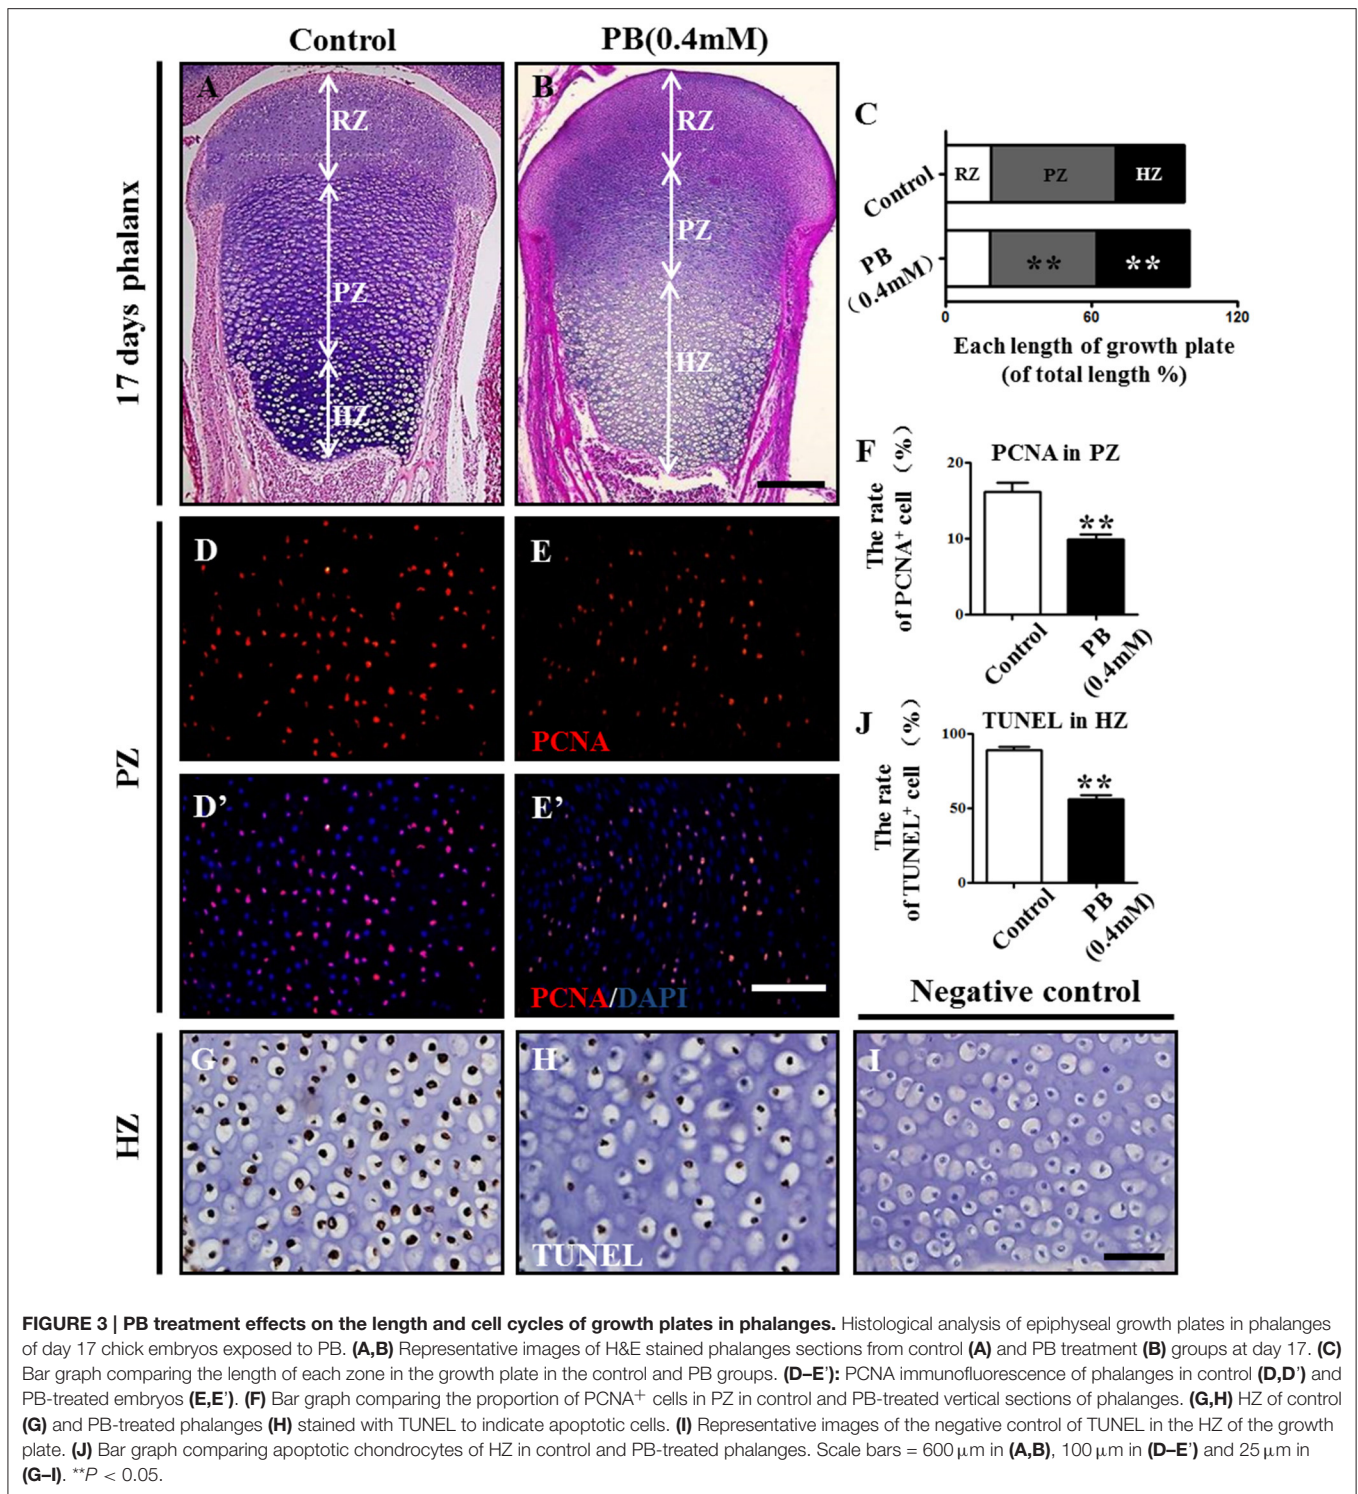 Control
PB(0.4mM)
17 days phalanx
A
RZ
PZ
HZ
B
RZ
PZ
HZ
C
Control
RZ
PZ
HZ
PB
(0.4mM)
**
**
0
60
120
Each length of growth plate
(of total length %)
PZ
D
E
PCNA
D’
E’
PCNA/DAPI
F
PCNA in PZ
The rate
of PCNA+ cell (%)
20
10
0
**
Control
PB
(0.4mM)
J
TUNEL in HZ
The rate
of TUNEL+ cell (%)
100
50
0
**
Control
PB
(0.4mM)
Negative control
HZ
G
H
TUNEL
I
FIGURE 3 | PB treatment effects on the length and cell cycles of growth plates in phalanges. Histological analysis of epiphyseal growth plates in phalanges
of day 17 chick embryos exposed to PB. (A,B) Representative images of H&E stained phalanges sections from control (A) and PB treatment (B) groups at day 17. (C)
Bar graph comparing the length of each zone in the growth plate in the control and PB groups. (D–E’): PCNA immunofluorescence of phalanges in control (D,D’) and
PB-treated embryos (E,E’). (F) Bar graph comparing the proportion of PCNA+ cells in PZ in control and PB-treated vertical sections of phalanges. (G,H) HZ of control
(G) and PB-treated phalanges (H) stained with TUNEL to indicate apoptotic cells. (I) Representative images of the negative control of TUNEL in the HZ of the growth
plate. (J) Bar graph comparing apoptotic chondrocytes of HZ in control and PB-treated phalanges. Scale bars = 600 μm in (A,B), 100 μm in (D–E’) and 25 μm in
(G–I). **P < 0.05.